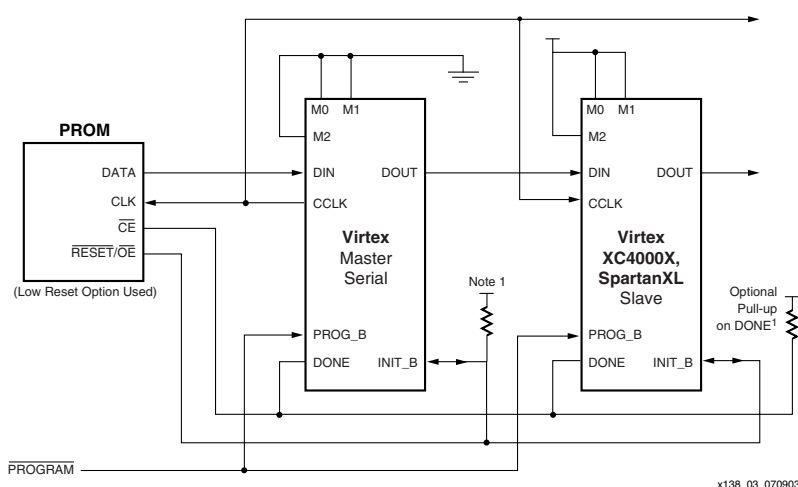 PROM
DATA
CLK
CE
RESET/OE
(Low Reset Option Used)
M0 M1
M2
DIN DOUT
CCLK
Virtex
Master
Serial
PROG_B
DONE INIT_B
Note 1
M0 M1
M2
DIN DOUT
CCLK
Virtex
XC4000X,
SpartanXL
Slave
PROG_B
DONE INIT_B
Optional
Pull-up
on DONE¹
PROGRAM
x138_03_070903